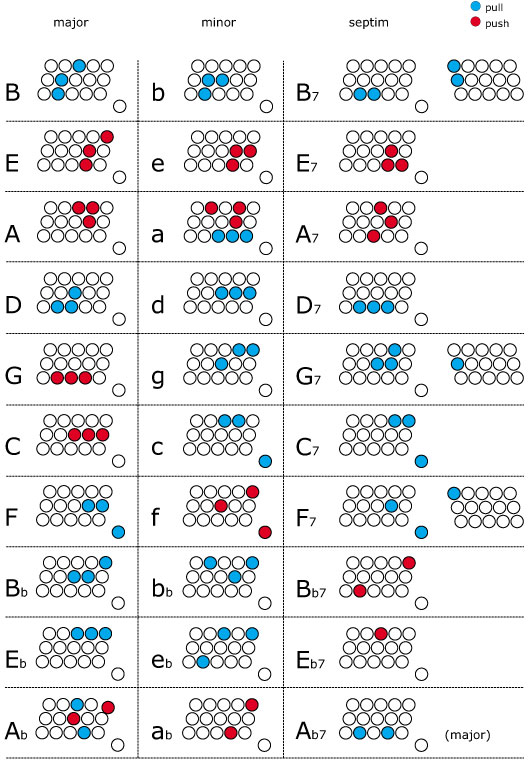 pull
push
major minor septim
B b B7
E e E7
A a A7
D d D7
G g G7
C c C7
F f F7
Bb bb Bb7
Eb eb Eb7
Ab ab Ab7 (major)